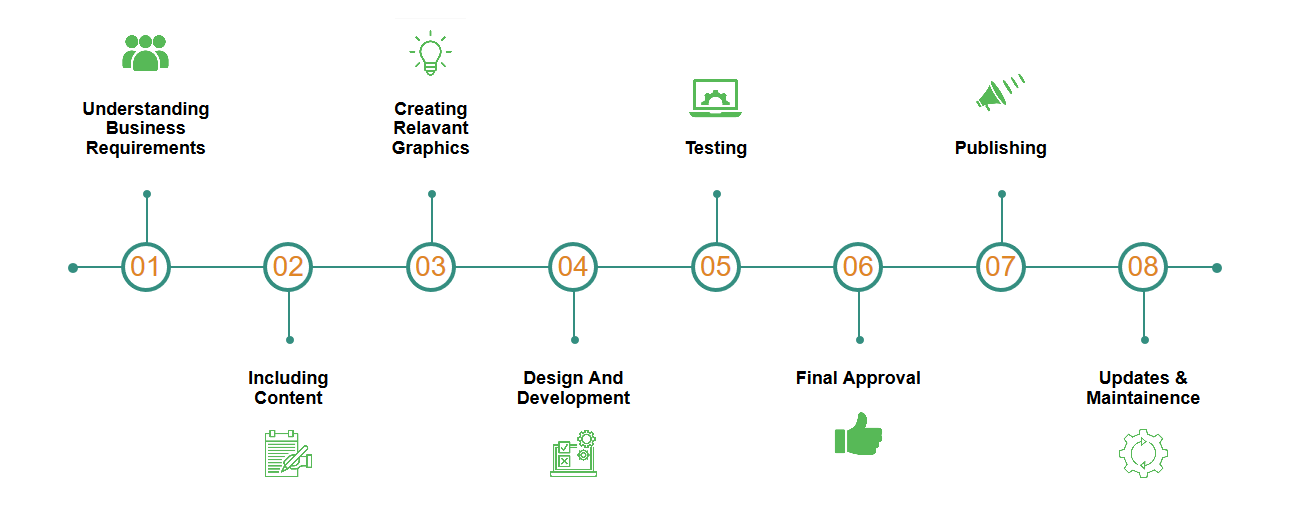 Understanding
Business
Requirements
Creating
Relavant
Graphics
Testing
Publishing
01
02
03
04
05
06
07
08
Including
Content
Design And
Development
Final Approval
Updates &
Maintainence